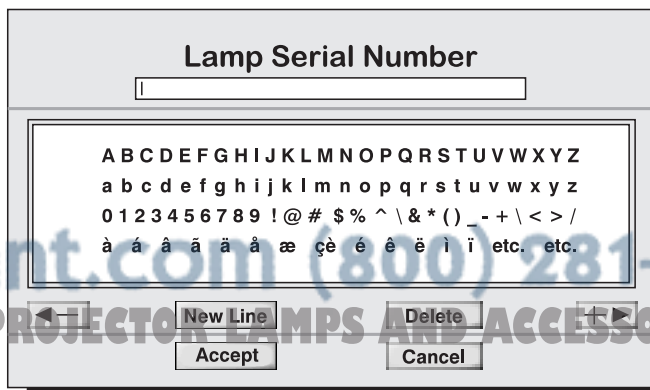 Lamp Serial Number
A B C D E F G H I J K L M N O P Q R S T U V W X Y Z
a b c d e f g h i j k l m n o p q r s t u v w x y z
0 1 2 3 4 5 6 7 8 9 ! @ # $ % ^ \ & * ( ) _ - + \ < > /
à á â ã ä å æ çè é ê ë ì ï etc. etc.
nt.com (800) 281-
New Line Delete
PROJECTOR LAMPS AND ACCESSO
Accept Cancel